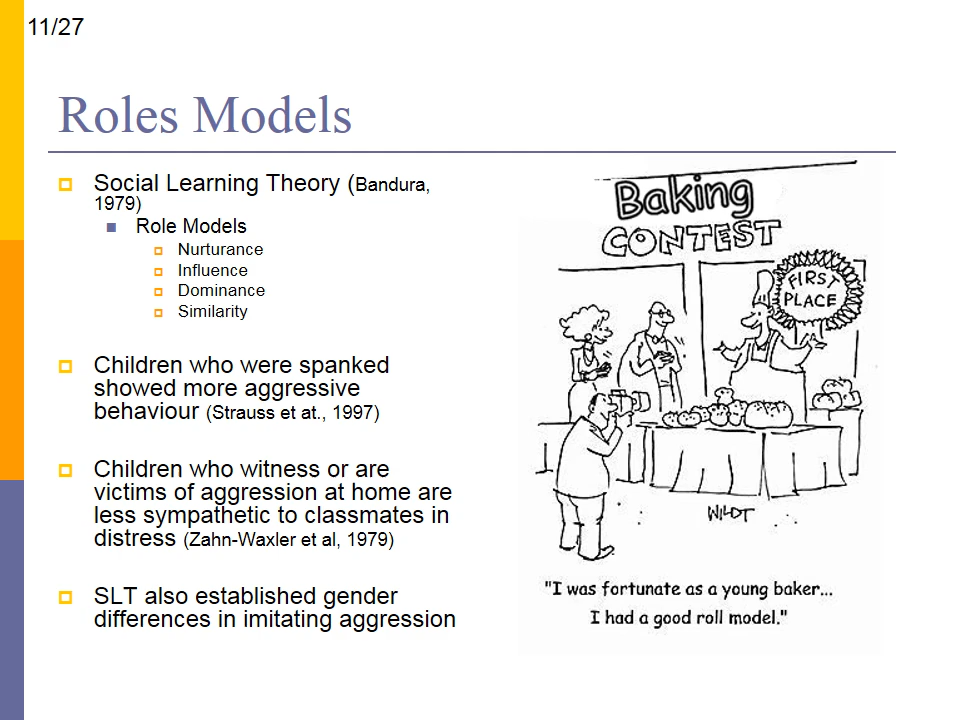 11/27
Roles Models
Social Learning Theory (Bandura,
1979)
Role Models
Nurturance
Influence
Dominance
Similarity
Children who were spanked
showed more aggressive
behaviour (Strauss et at., 1997)
Children who witness or are
victims of aggression at home are
less sympathetic to classmates in
distress (Zahn-Waxler et al, 1979)
SLT also established gender
differences in imitating aggression
Baking
CONTEST
FIRST
PLACE
WILDT
"I was fortunate as a young baker...
I had a good roll model."